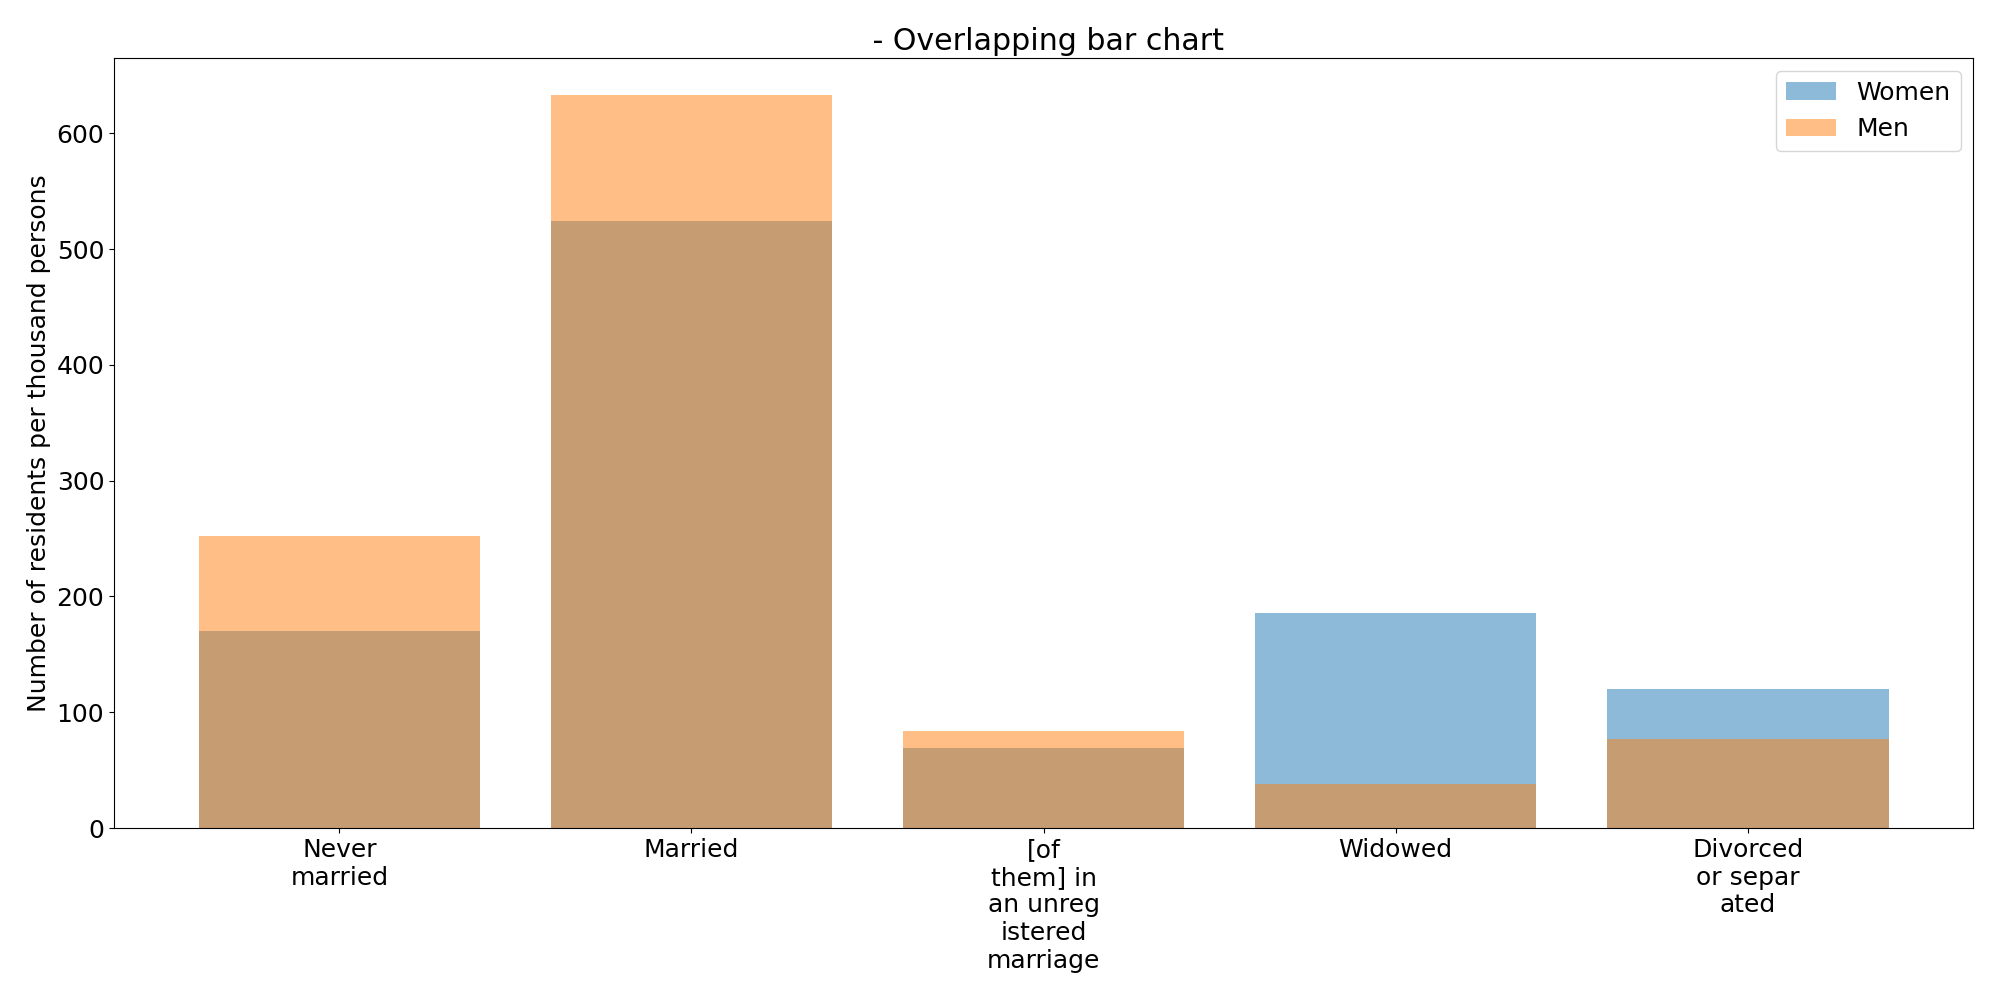 - Overlapping bar chart
Women
Men
Number of residents per thousand persons
600
500
400
300
200
100
0
Never
married
Married
[of
them] in
an unreg
istered
marriage
Widowed
Divorced
or separ
ated